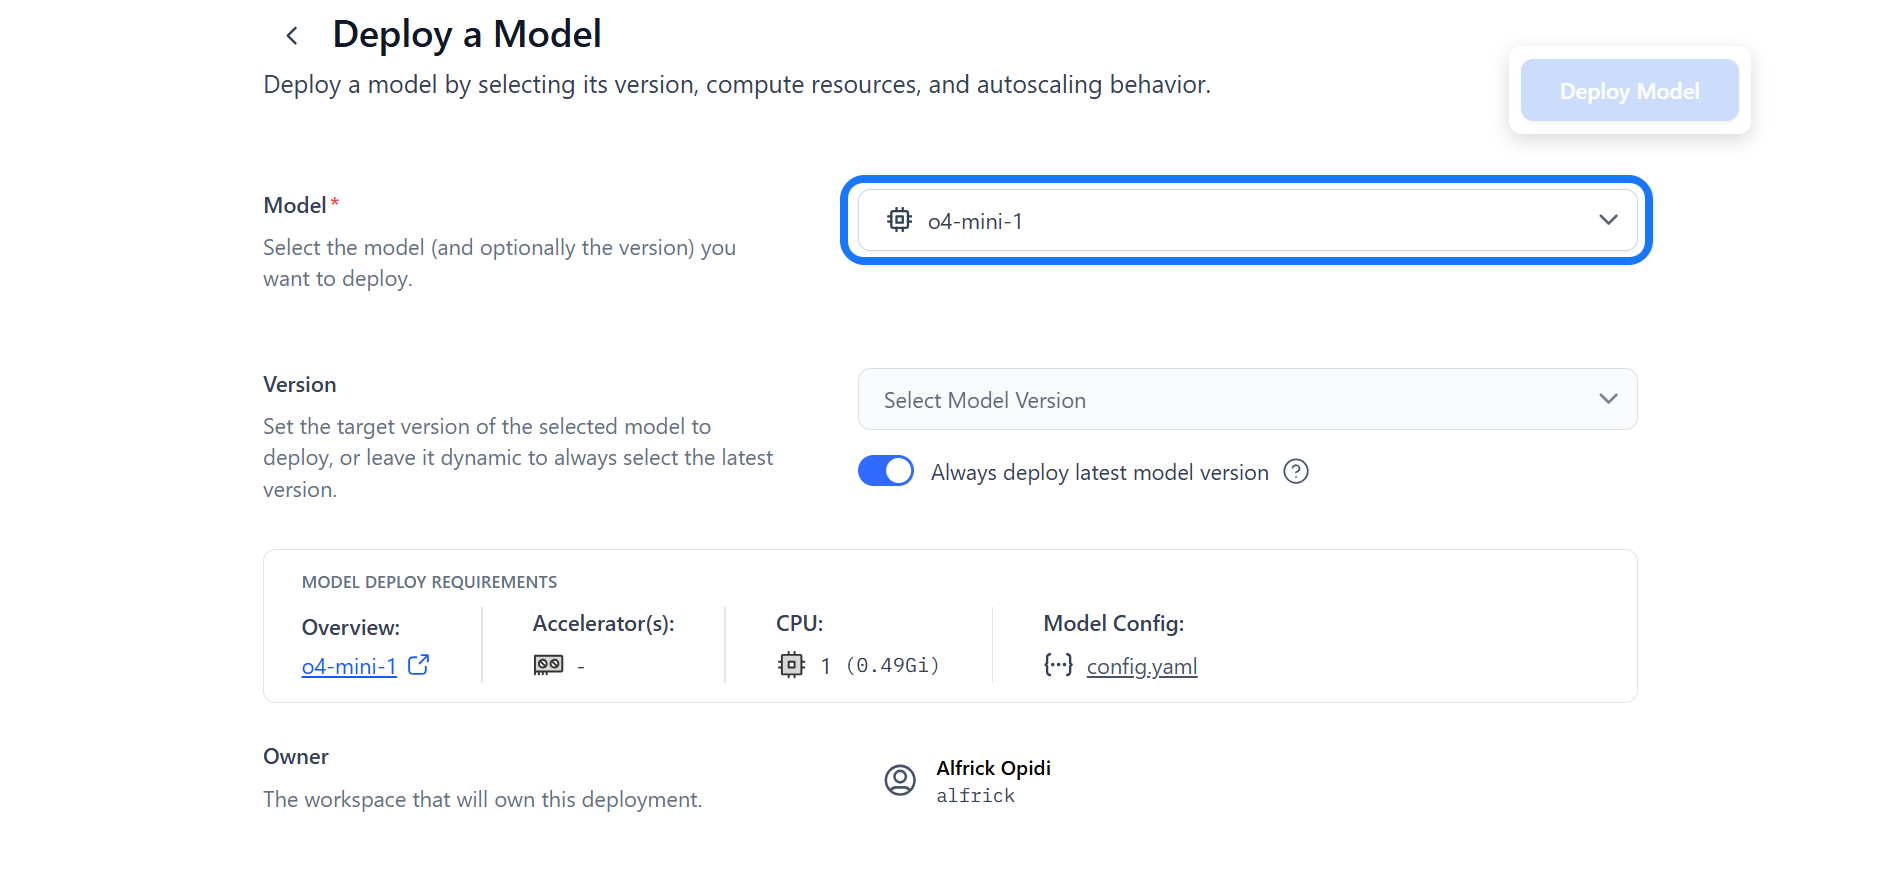 Deploy a Model
Deploy a model by selecting its version, compute resources, and autoscaling behavior.
Deploy Model
Model*
Select the model (and optionally the version) you
want to deploy.
o4-mini-1
Version
Set the target version of the selected model to
deploy, or leave it dynamic to always select the latest
version.
Select Model Version
Always deploy latest model version ?
MODEL DEPLOY REQUIREMENTS
Overview:
o4-mini-1
Accelerator(s):
-
CPU:
1 (0.49Gi)
Model Config:
config.yaml
Owner
The workspace that will own this deployment.
Alfrick Opidi
alfrick